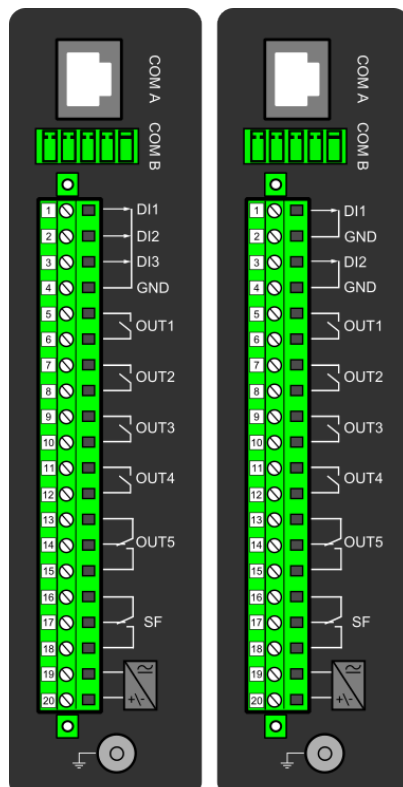 COM A
COM B
1 DI1
2 DI2
3 DI3
4 GND
5
OUT1
6
7
OUT2
8
9
OUT3
10
11
OUT4
12
13
14 OUT5
15
16
17 SF
18
19
20 +/-
COM A
COM B
1 DI1
2 GND
3 DI2
4 GND
5
OUT1
6
7
OUT2
8
9
OUT3
10
11
OUT4
12
13
14 OUT5
15
16
17 SF
18
19
20 +/-